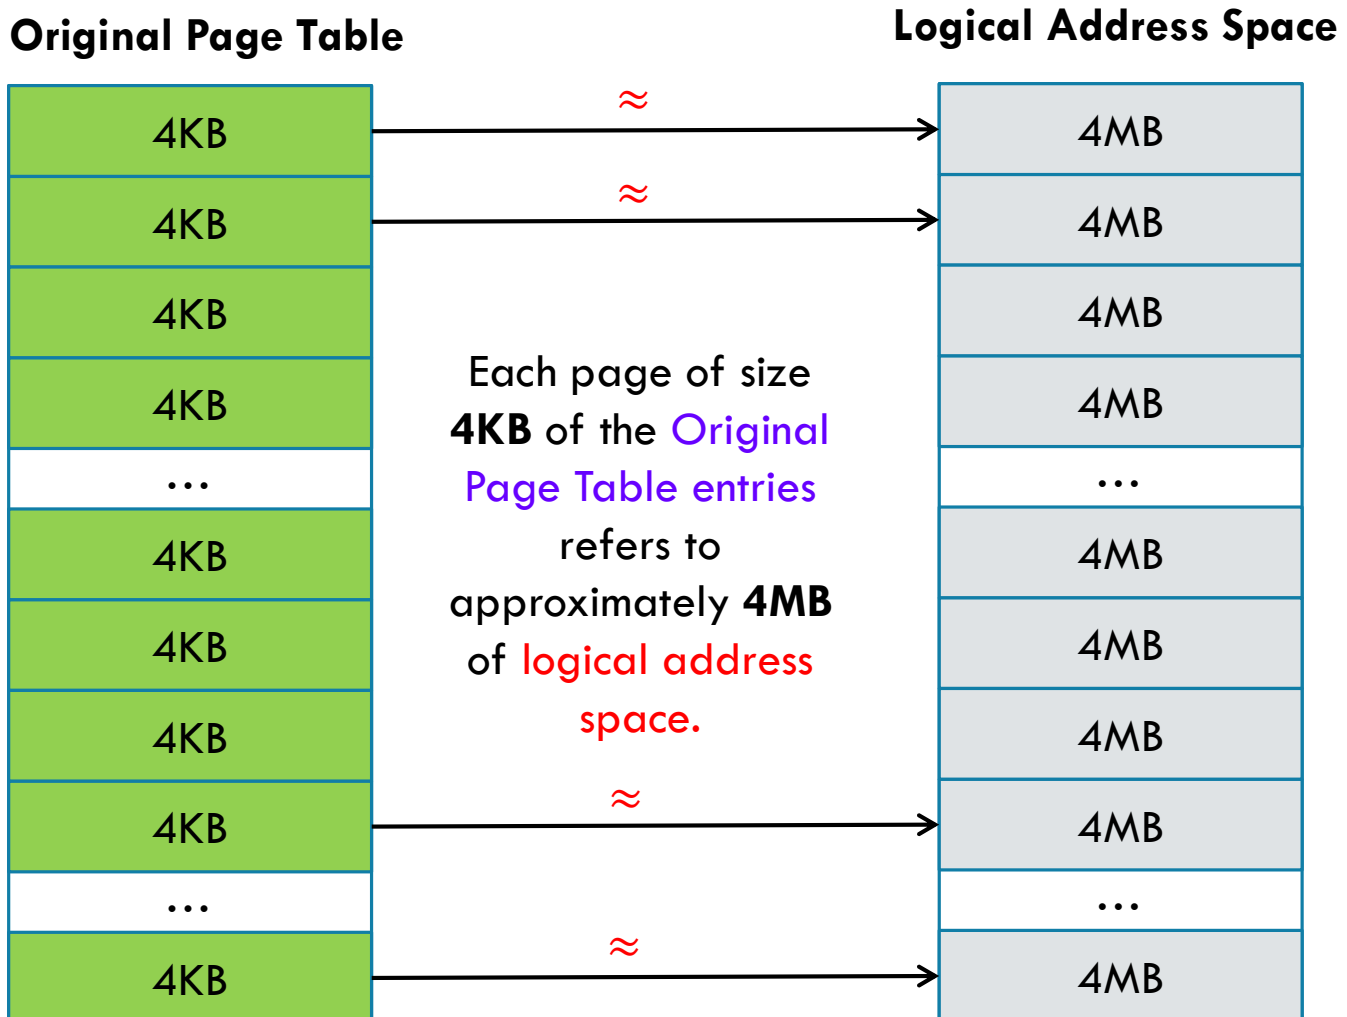 Original Page Table
Logical Address Space
4KB
≈
4MB
4KB
≈
4MB
4KB
4MB
4KB
4MB
...
...
Each page of size
4KB of the Original
Page Table entries
refers to
approximately 4MB
of logical address
space.
4KB
4MB
4KB
4MB
4KB
4MB
4KB
≈
4MB
...
...
4KB
≈
4MB